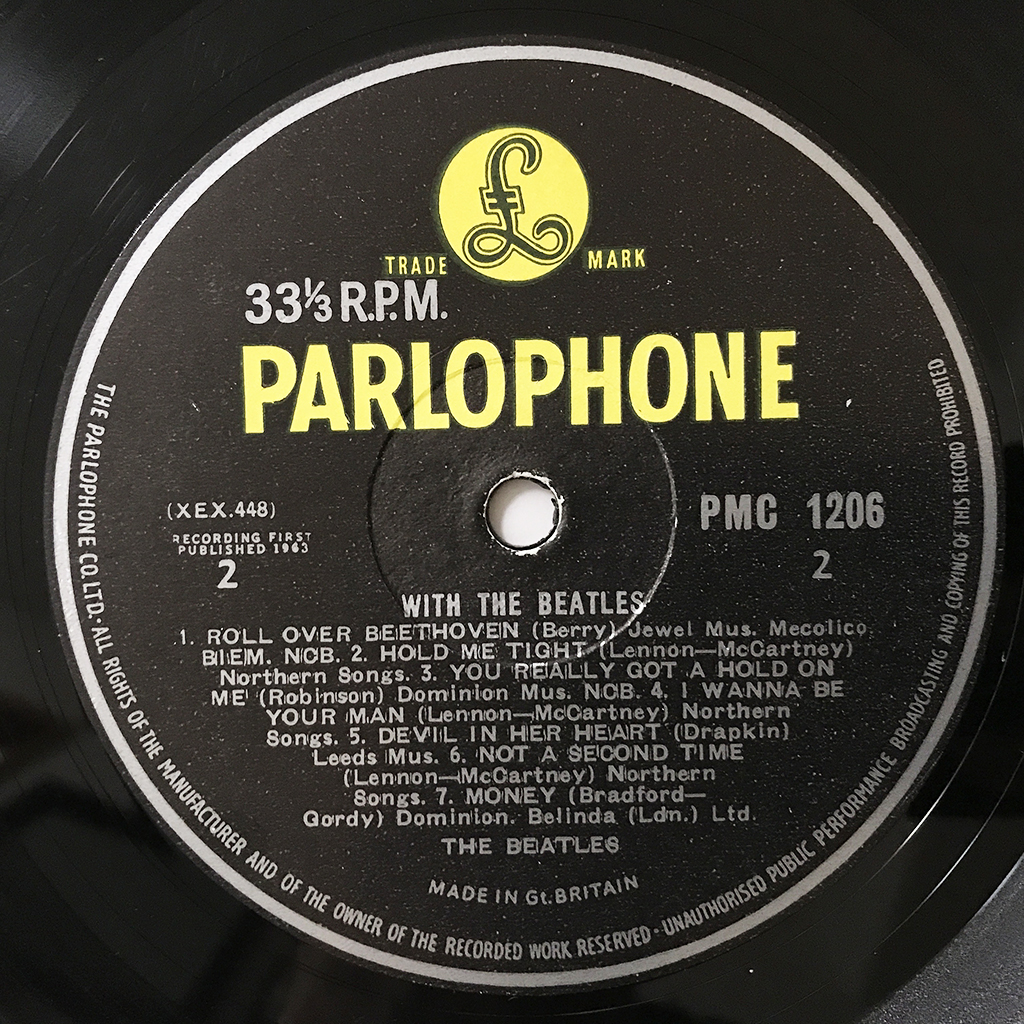 £
TRADE MARK
33⅓ R.P.M.
PARLOPHONE
(XEX.448)
PMC 1206
RECORDING FIRST
PUBLISHED 1963
2
2
WITH THE BEATLES
1. ROLL OVER BEETHOVEN (Berry) Jewel Mus. Mecolico
BIEM. NCB. 2. HOLD ME TIGHT (Lennon—McCartney)
Northern Songs. 3. YOU REALLY GOT A HOLD ON
ME (Robinson) Dominion Mus. NCB. 4. I WANNA BE
YOUR MAN (Lennon—McCartney) Northern
Songs. 5. DEVIL IN HER HEART (Drapkin)
Leeds Mus. 6. NOT A SECOND TIME
(Lennon—McCartney) Northern
Songs. 7. MONEY (Bradford—
Gordy) Dominion. Belinda (Ldn.) Ltd.
THE BEATLES
MADE IN Gt. BRITAIN
THE PARLOPHONE CO. LTD. · ALL RIGHTS OF THE MANUFACTURER AND OF THE OWNER OF THE RECORDED WORK RESERVED · UNAUTHORISED PUBLIC PERFORMANCE BROADCASTING AND COPYING OF THIS RECORD PROHIBITED